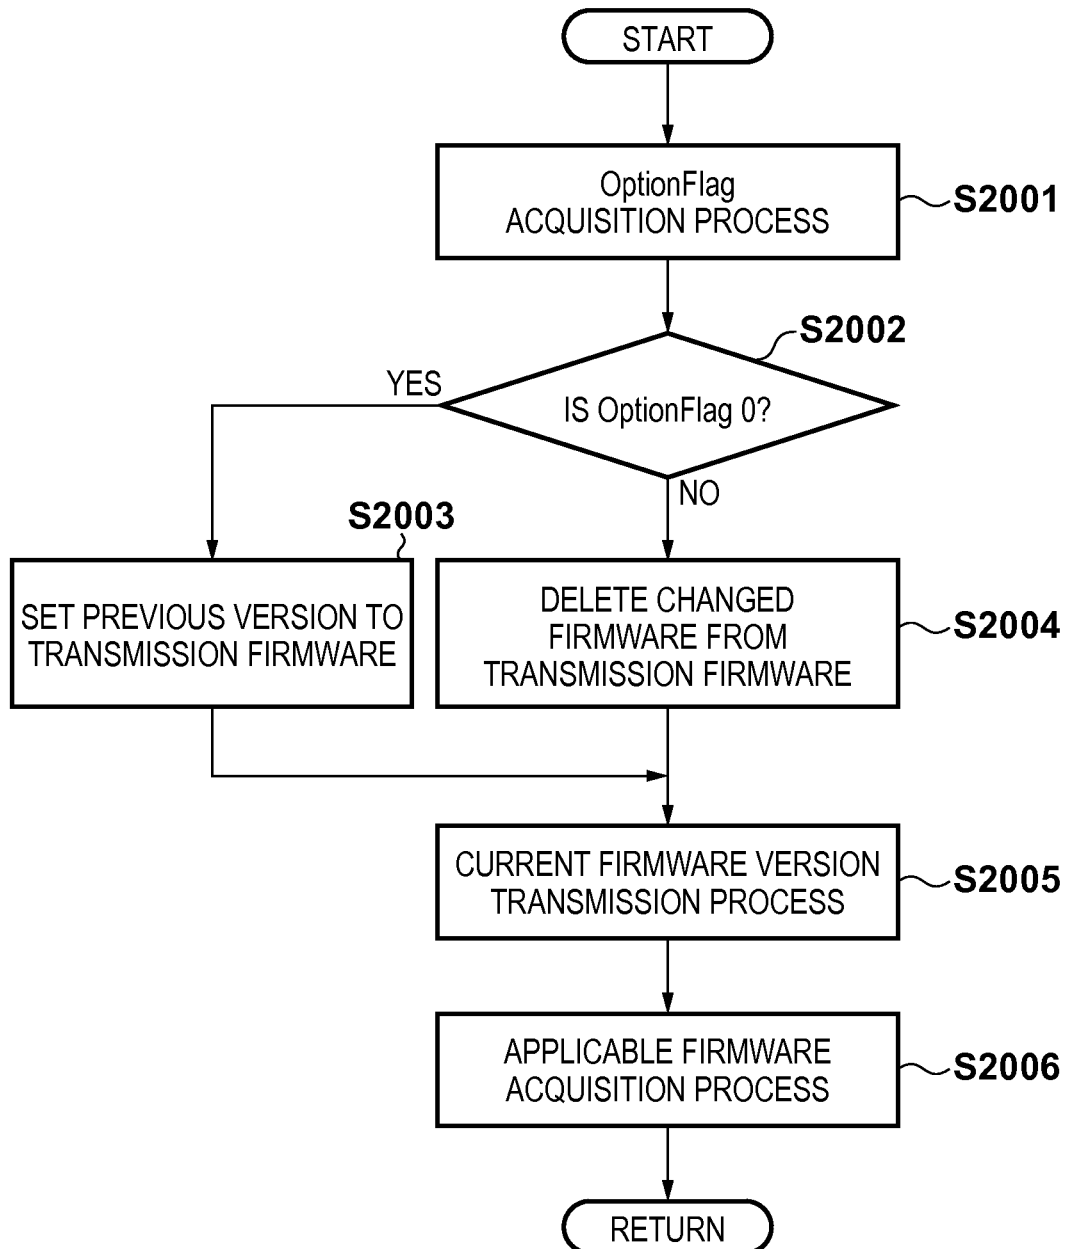 START
OptionFlag
ACQUISITION PROCESS
S2001
S2002
YES
IS OptionFlag 0?
NO
S2003
SET PREVIOUS VERSION TO
TRANSMISSION FIRMWARE
DELETE CHANGED
FIRMWARE FROM
TRANSMISSION FIRMWARE
S2004
CURRENT FIRMWARE VERSION
TRANSMISSION PROCESS
S2005
APPLICABLE FIRMWARE
ACQUISITION PROCESS
S2006
RETURN